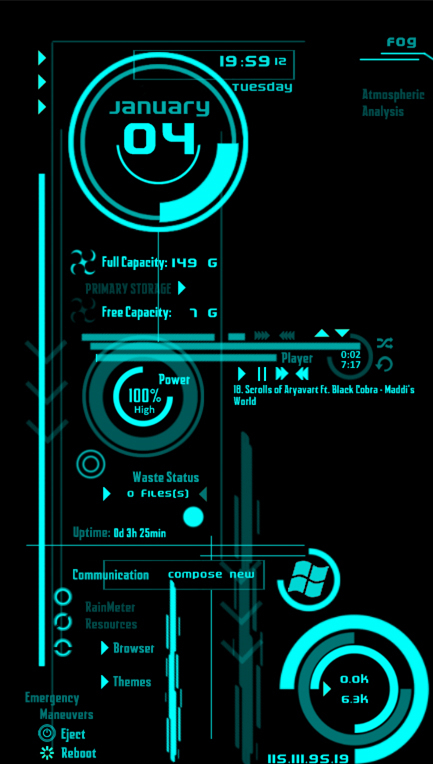 FOG
19:59 12
Tuesday
Atmospheric
Analysis
January
04
Full Capacity: 149 G
PRIMARY STORAGE
Free Capacity: 7 G
Player
0:02
7:17
Power
100%
High
18. Scrolls of Aryavart ft. Black Cobra - Maddi's
World
Waste Status
0 Files(s)
Uptime: 0d 3h 25min
Communication compose new
RainMeter
Resources
Browser
Themes
0.0k
6.3k
Emergency
Maneuvers
Eject
Reboot
115.111.95.19